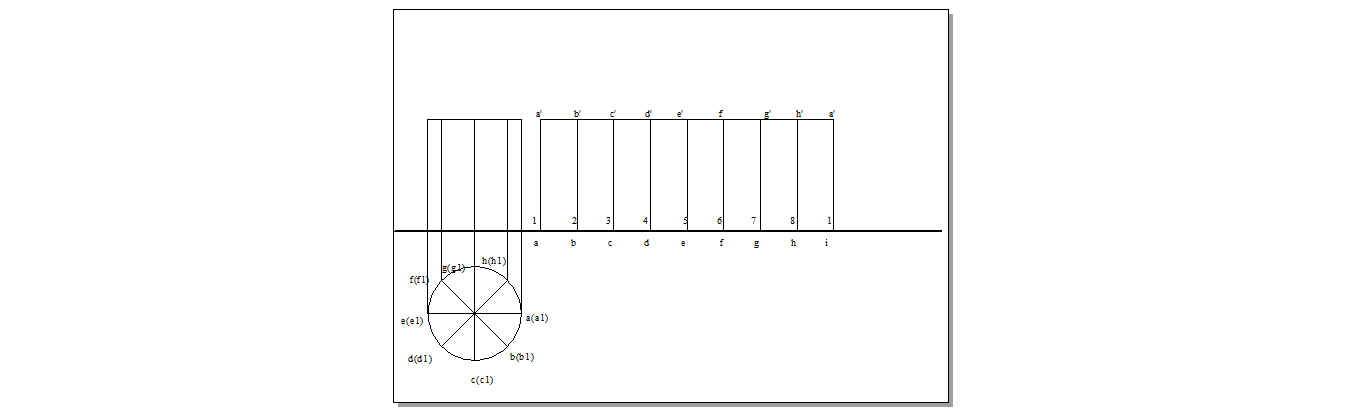 a' b' c' d' e' f' g' h' a'
1 2 3 4 5 6 7 8 1
a b c d e f g h i
h(h1)
g(g1)
f(f1)
a(a1)
e(e1)
b(b1)
d(d1)
c(c1)